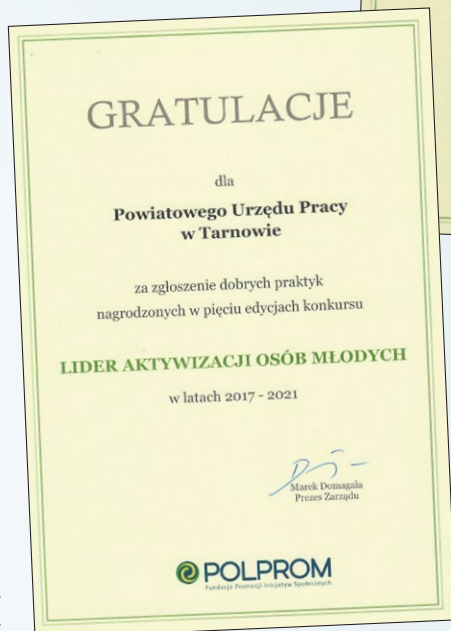 GRATULACJE
dla
Powiatowego Urzędu Pracy
w Tarnowie
za zgłoszenie dobrych praktyk
nagrodzonych w pięciu edycjach konkursu
LIDER AKTYWIZACJI OSÓB MŁODYCH
w latach 2017 - 2021
Marek Domagała
Prezes Zarządu
POLPROM
Fundacja Promocji Inicjatyw Społecznych